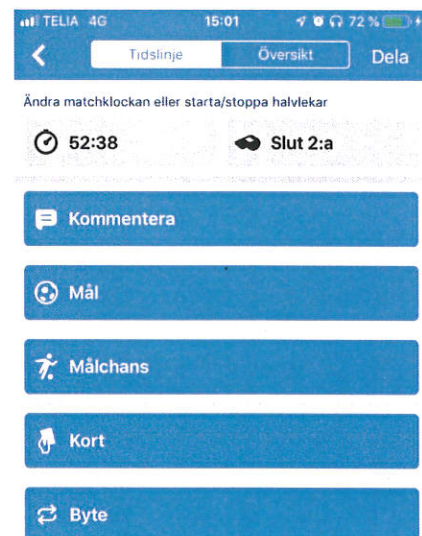 TELIA 4G 15:01 72 %
Tidslinje Översikt Dela
Ändra matchklockan eller starta/stoppa halvlekar
52:38 Slut 2:a
Kommentera
Mål
Målchans
Kort
Byte